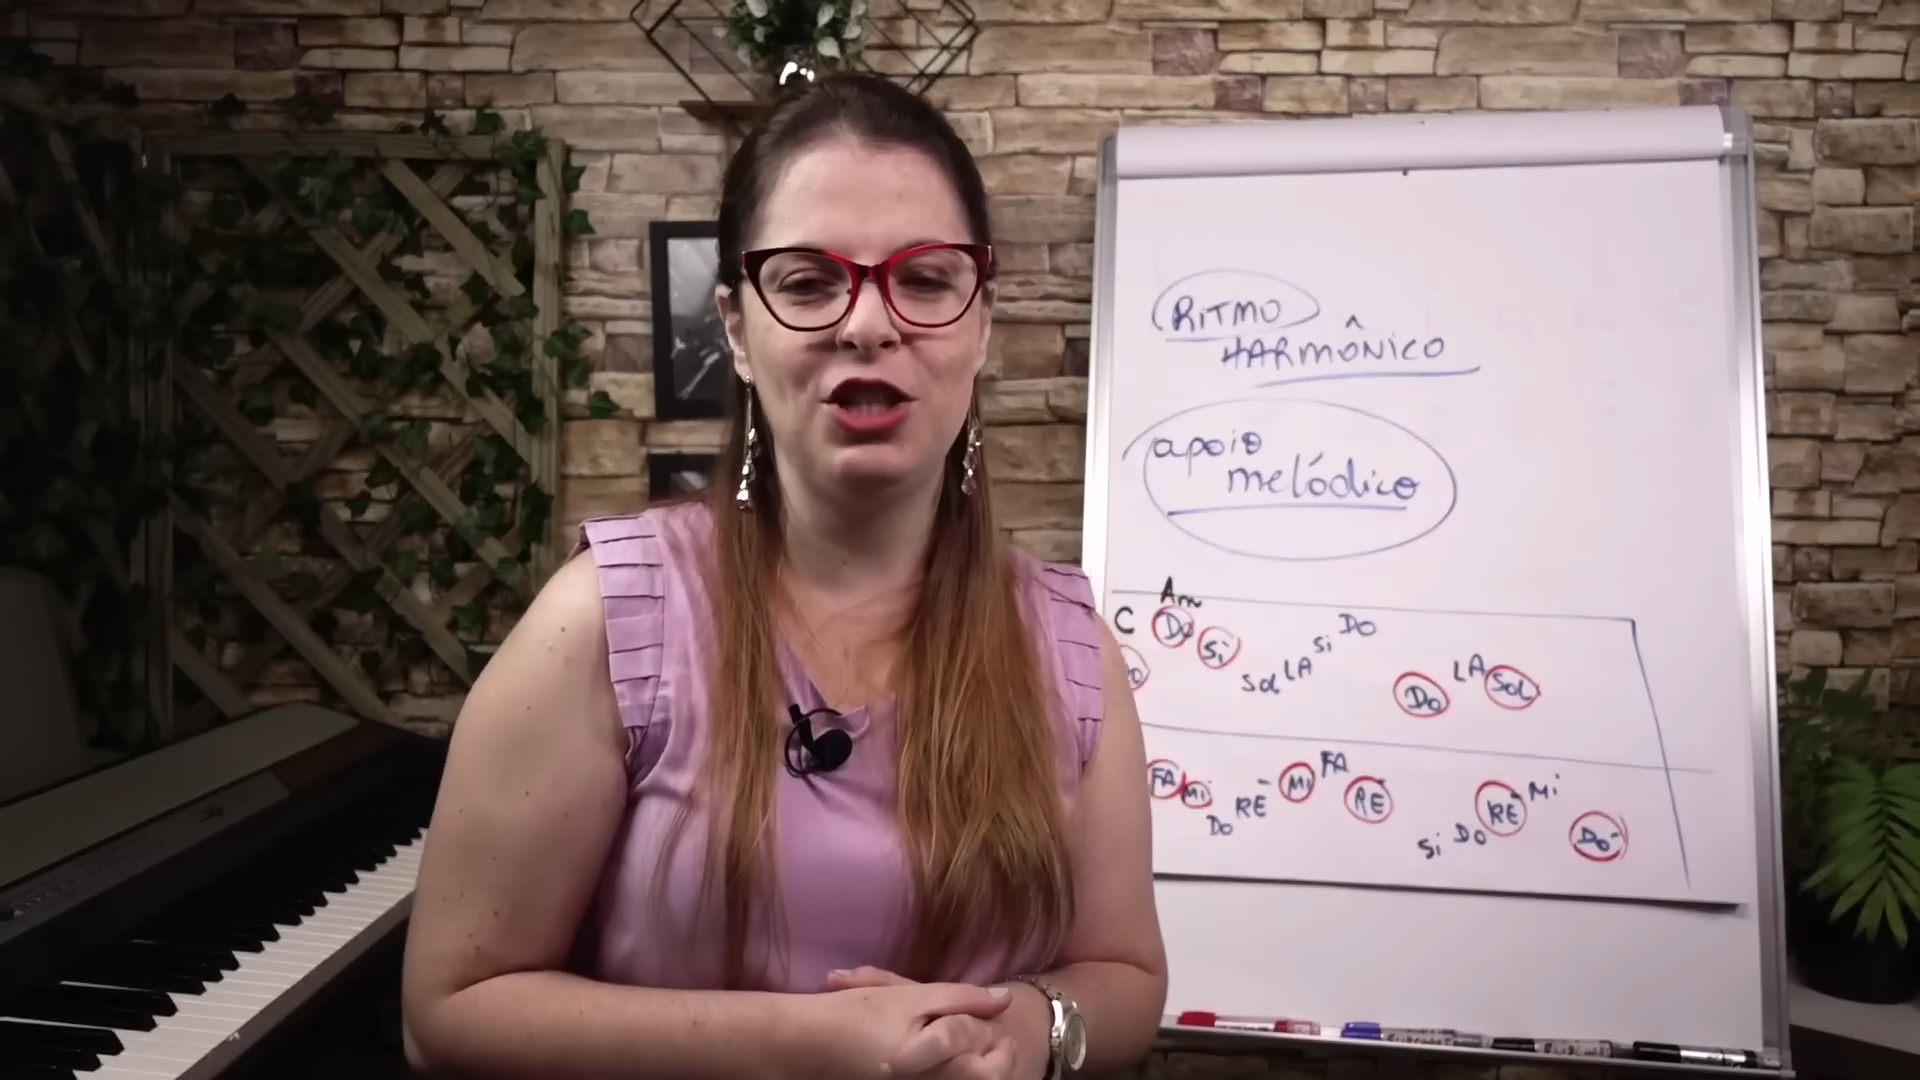 RITMO
HARMÔNICO
apoio
melódico
Am
C DO Si SOL LA Si DO DO LA SOL
FA Mi DO RÉ Mi FA RÉ Si DO RÉ Mi DO